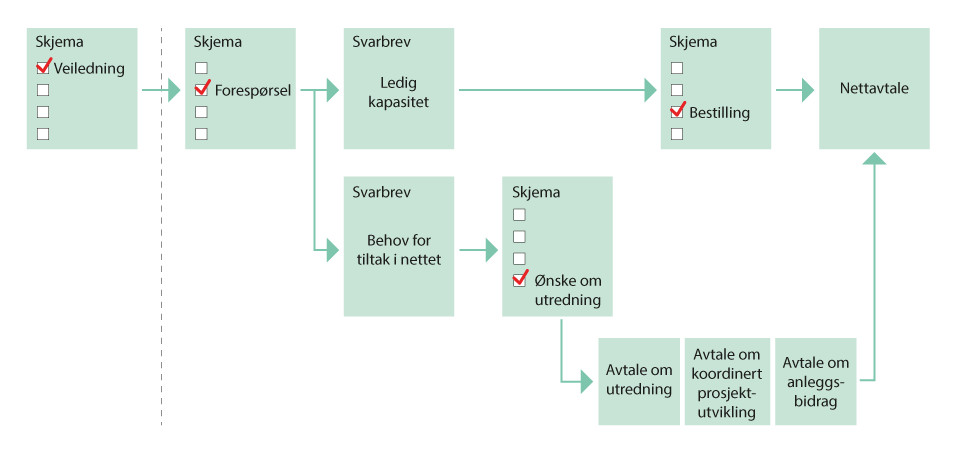 Skjema
Veiledning
Skjema
Forespørsel
Svarbrev
Ledig
kapasitet
Skjema
Bestilling
Nettavtale
Svarbrev
Behov for
tiltak i nettet
Skjema
Ønske om
utredning
Avtale om
utredning
Avtale om
koordinert
prosjekt-
utvikling
Avtale om
anleggs-
bidrag